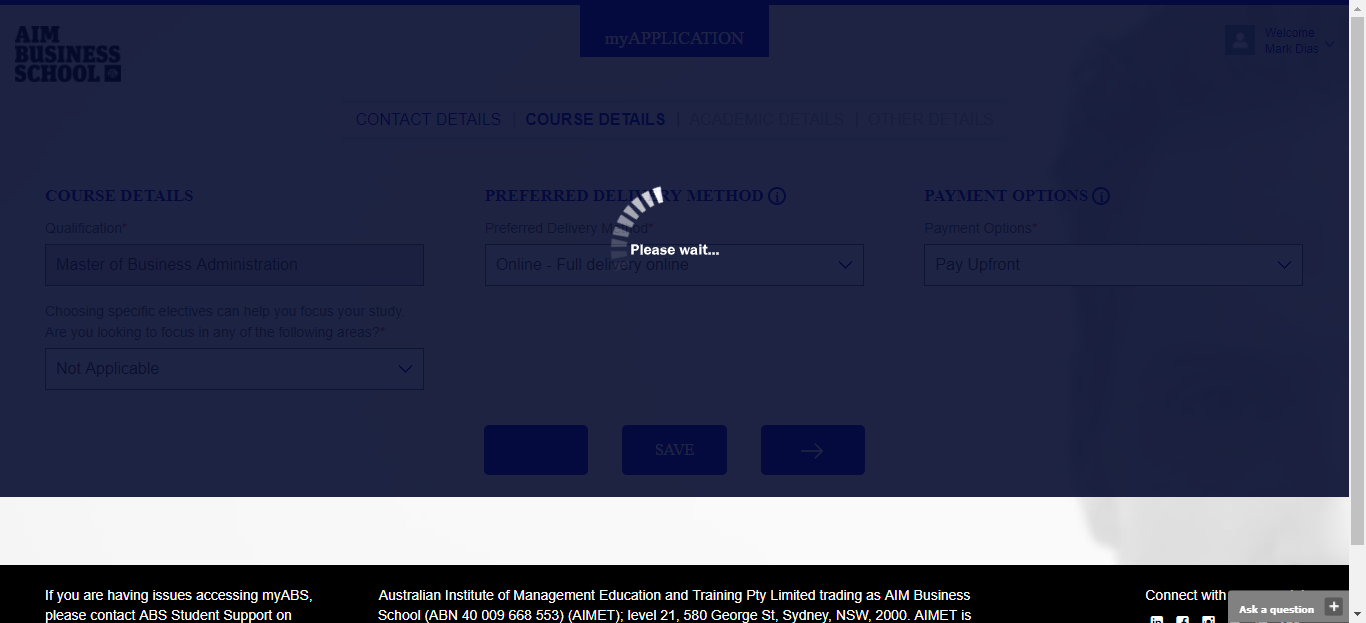 AIM
BUSINESS
SCHOOL
myAPPLICATION
Welcome
Mark Dias
CONTACT DETAILS | COURSE DETAILS | ACADEMIC DETAILS | OTHER DETAILS
COURSE DETAILS
Qualification*
Master of Business Administration
Choosing specific electives can help you focus your study.
Are you looking to focus in any of the following areas?*
Not Applicable
PREFERRED DELIVERY METHOD
Preferred Delivery Method*
Online - Full delivery online
PAYMENT OPTIONS
Payment Options*
Pay Upfront
Please wait...
SAVE
If you are having issues accessing myABS,
please contact ABS Student Support on
Australian Institute of Management Education and Training Pty Limited trading as AIM Business
School (ABN 40 009 668 553) (AIMET); level 21, 580 George St, Sydney, NSW, 2000. AIMET is
Connect with
Ask a question